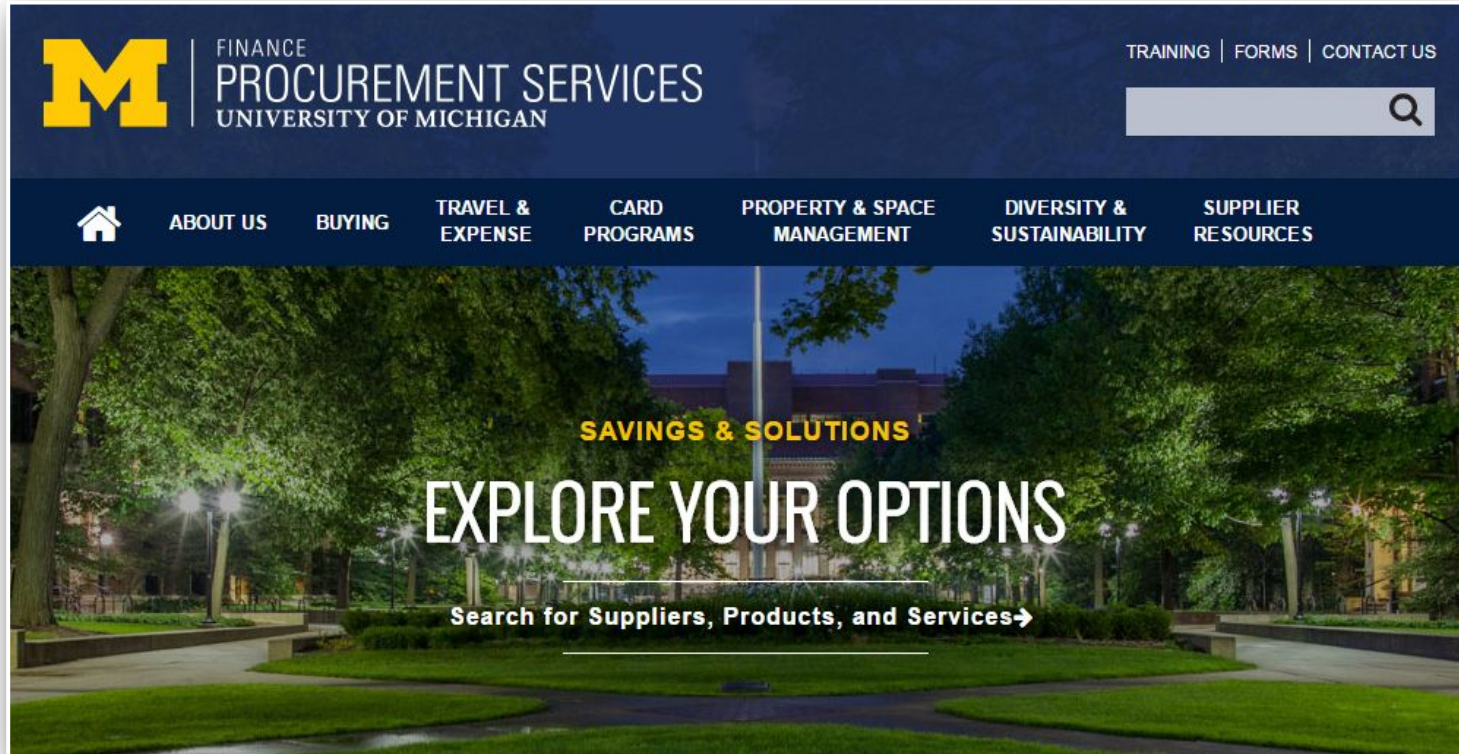 M
FINANCE
PROCUREMENT SERVICES
UNIVERSITY OF MICHIGAN
TRAINING | FORMS | CONTACT US
ABOUT US
BUYING
TRAVEL &
EXPENSE
CARD
PROGRAMS
PROPERTY & SPACE
MANAGEMENT
DIVERSITY &
SUSTAINABILITY
SUPPLIER
RESOURCES
SAVINGS & SOLUTIONS
EXPLORE YOUR OPTIONS
Search for Suppliers, Products, and Services→